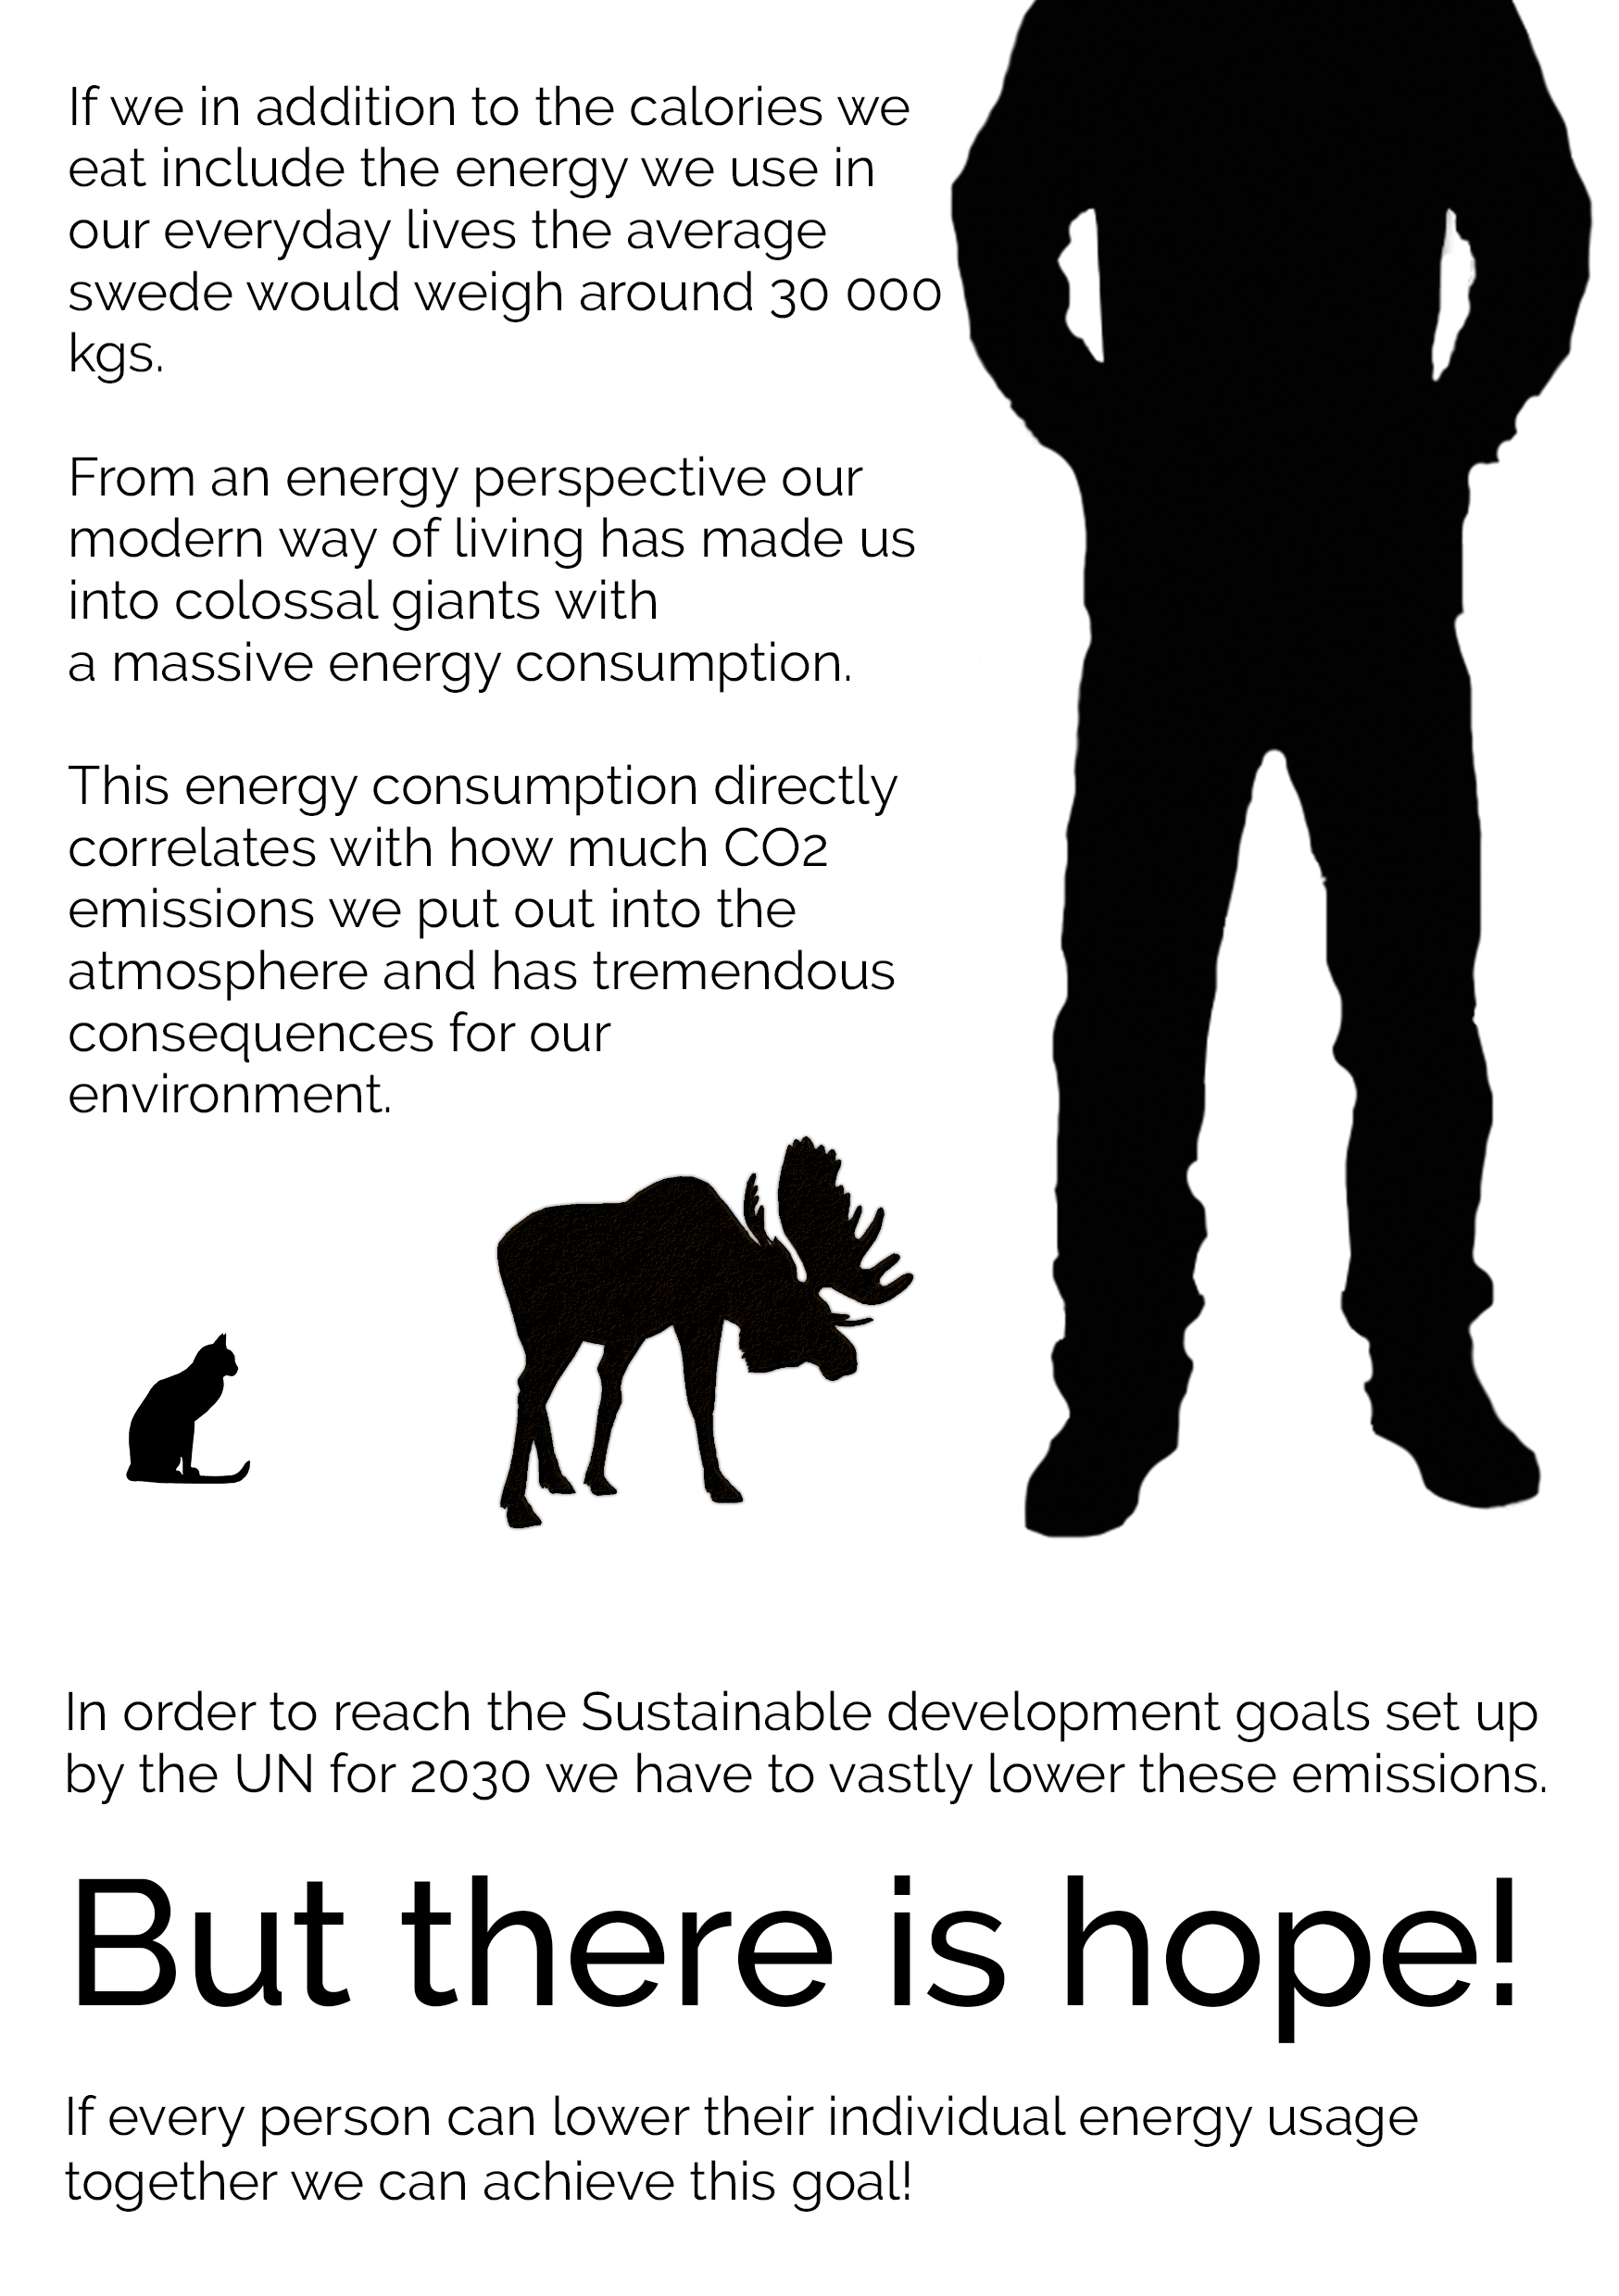 If we in addition to the calories we
eat include the energy we use in
our everyday lives the average
swede would weigh around 30 000
kgs.
From an energy perspective our
modern way of living has made us
into colossal giants with
a massive energy consumption.
This energy consumption directly
correlates with how much CO2
emissions we put out into the
atmosphere and has tremendous
consequences for our
environment.
In order to reach the Sustainable development goals set up
by the UN for 2030 we have to vastly lower these emissions.
But there is hope!
If every person can lower their individual energy usage
together we can achieve this goal!